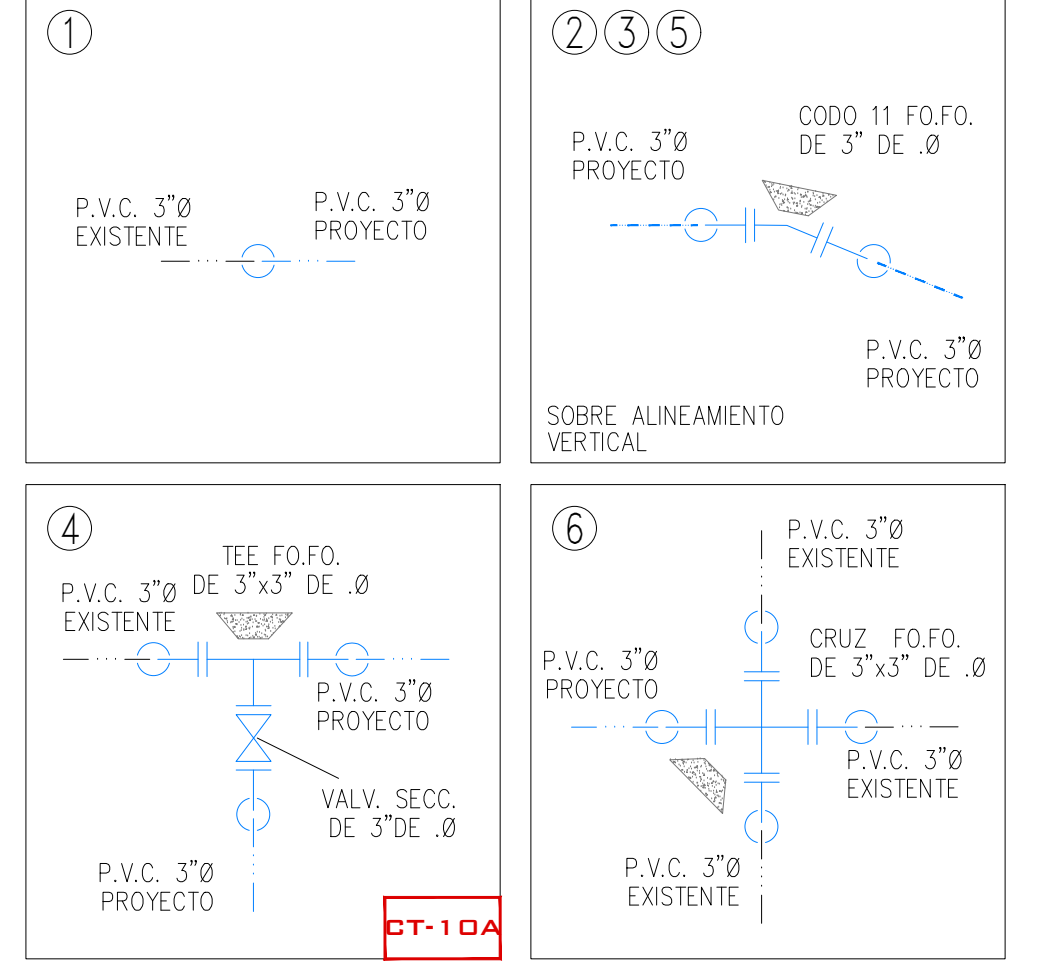 1
P.V.C. 3"Ø
EXISTENTE
P.V.C. 3"Ø
PROYECTO
2 3 5
P.V.C. 3"Ø
PROYECTO
CODO 11 FO.FO.
DE 3" DE .Ø
P.V.C. 3"Ø
PROYECTO
SOBRE ALINEAMIENTO
VERTICAL
4
TEE FO.FO.
DE 3"x3" DE .Ø
P.V.C. 3"Ø
EXISTENTE
P.V.C. 3"Ø
PROYECTO
VALV. SECC.
DE 3"DE .Ø
P.V.C. 3"Ø
PROYECTO
CT-10A
6
P.V.C. 3"Ø
EXISTENTE
CRUZ FO.FO.
DE 3"x3" DE .Ø
P.V.C. 3"Ø
PROYECTO
P.V.C. 3"Ø
EXISTENTE
P.V.C. 3"Ø
EXISTENTE